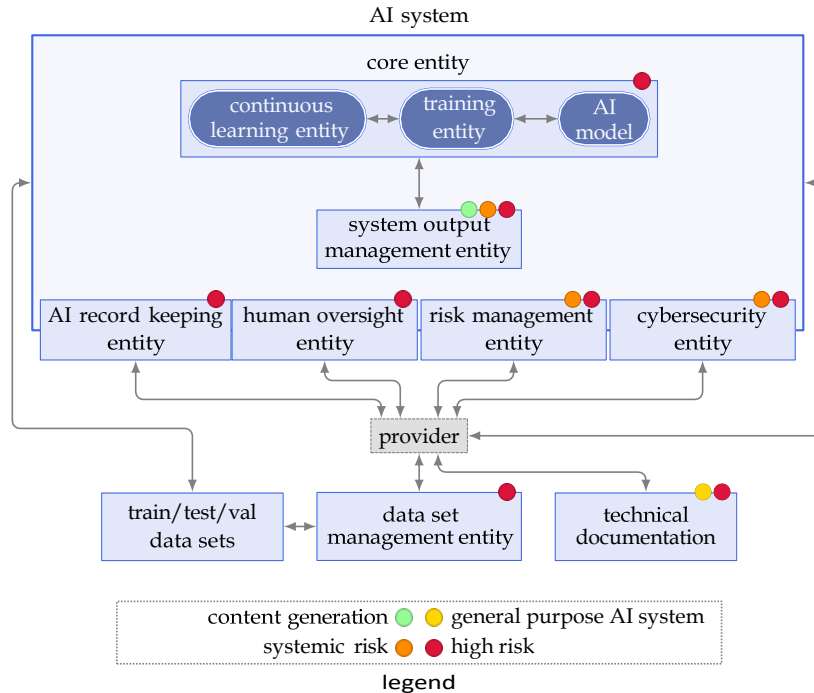 AI system
core entity
continuous
learning entity
training
entity
AI
model
system output
management entity
AI record keeping
entity
human oversight
entity
risk management
entity
cybersecurity
entity
provider
train/test/val
data sets
data set
management entity
technical
documentation
content generation
general purpose AI system
systemic risk
high risk
legend